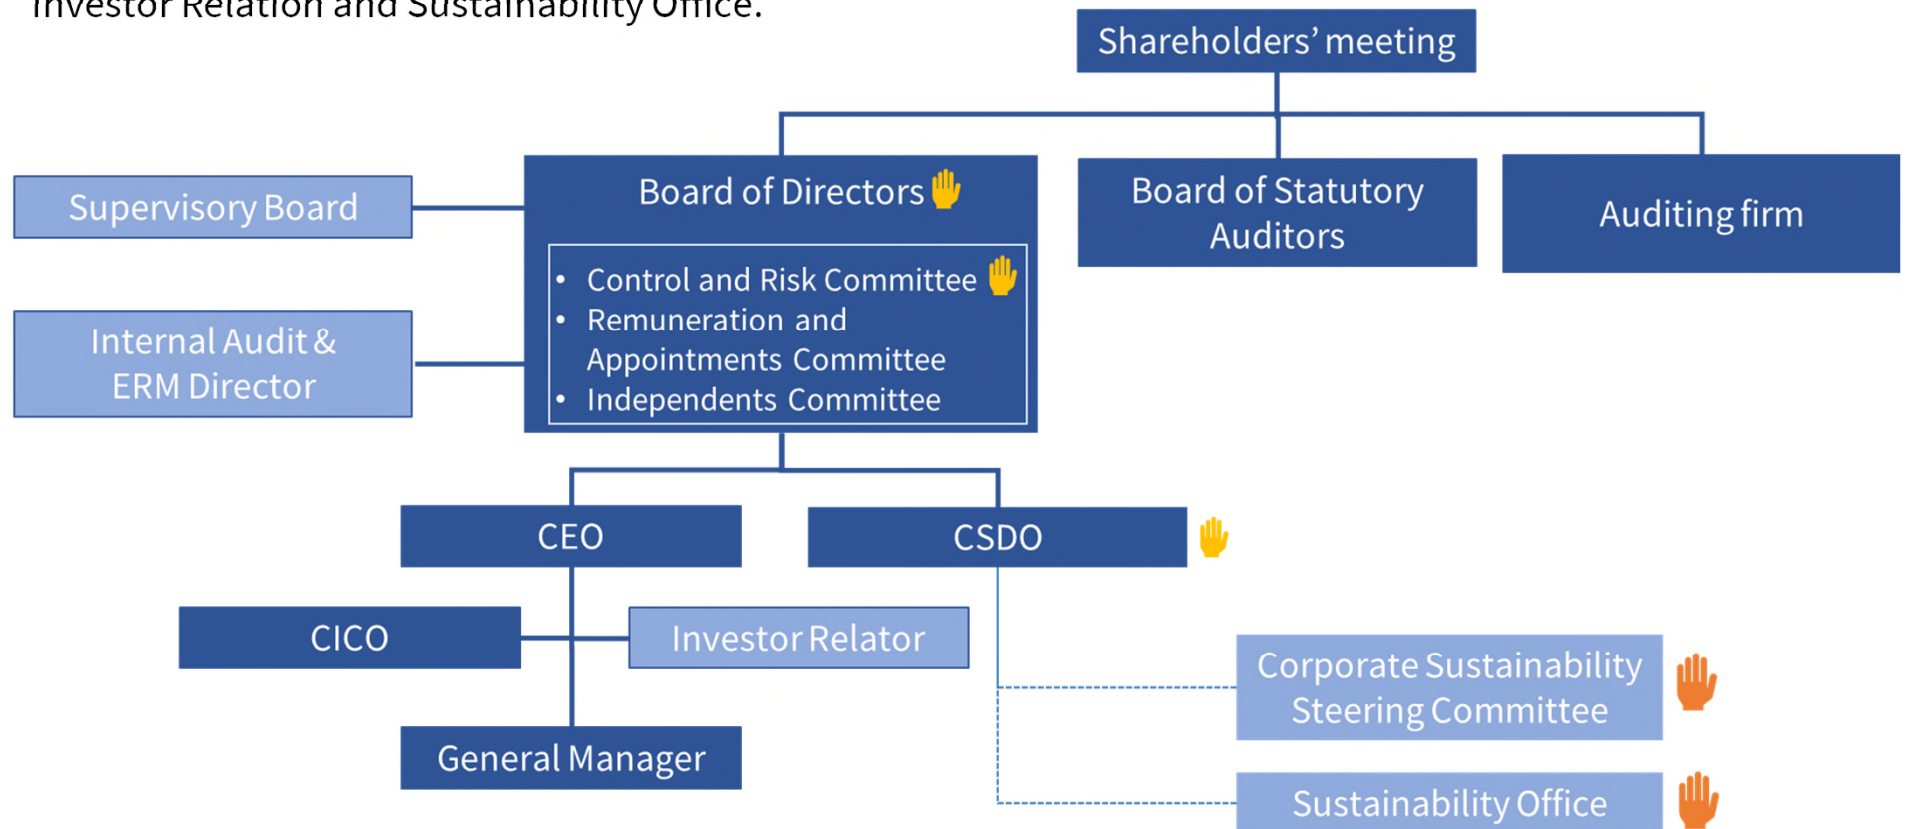 Investor Relation and Sustainability Office.
Shareholders’ meeting
Supervisory Board
Board of Directors
Board of Statutory
Auditors
Auditing firm
• Control and Risk Committee
• Remuneration and
Appointments Committee
• Independents Committee
Internal Audit &
ERM Director
CEO
CSDO
CICO
Investor Relator
Corporate Sustainability
Steering Committee
General Manager
Sustainability Office